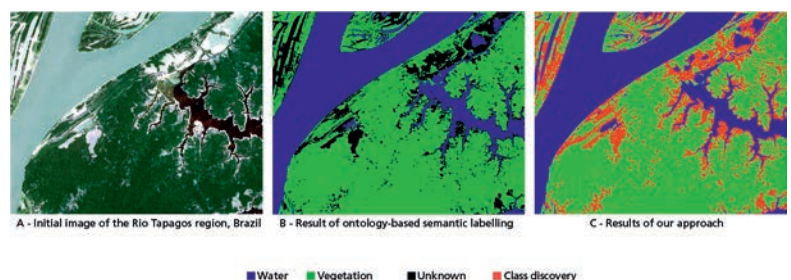 A - Initial image of the Rio Tapagos region, Brazil
B - Result of ontology-based semantic labelling
C - Results of our approach
Water Vegetation Unknown Class discovery